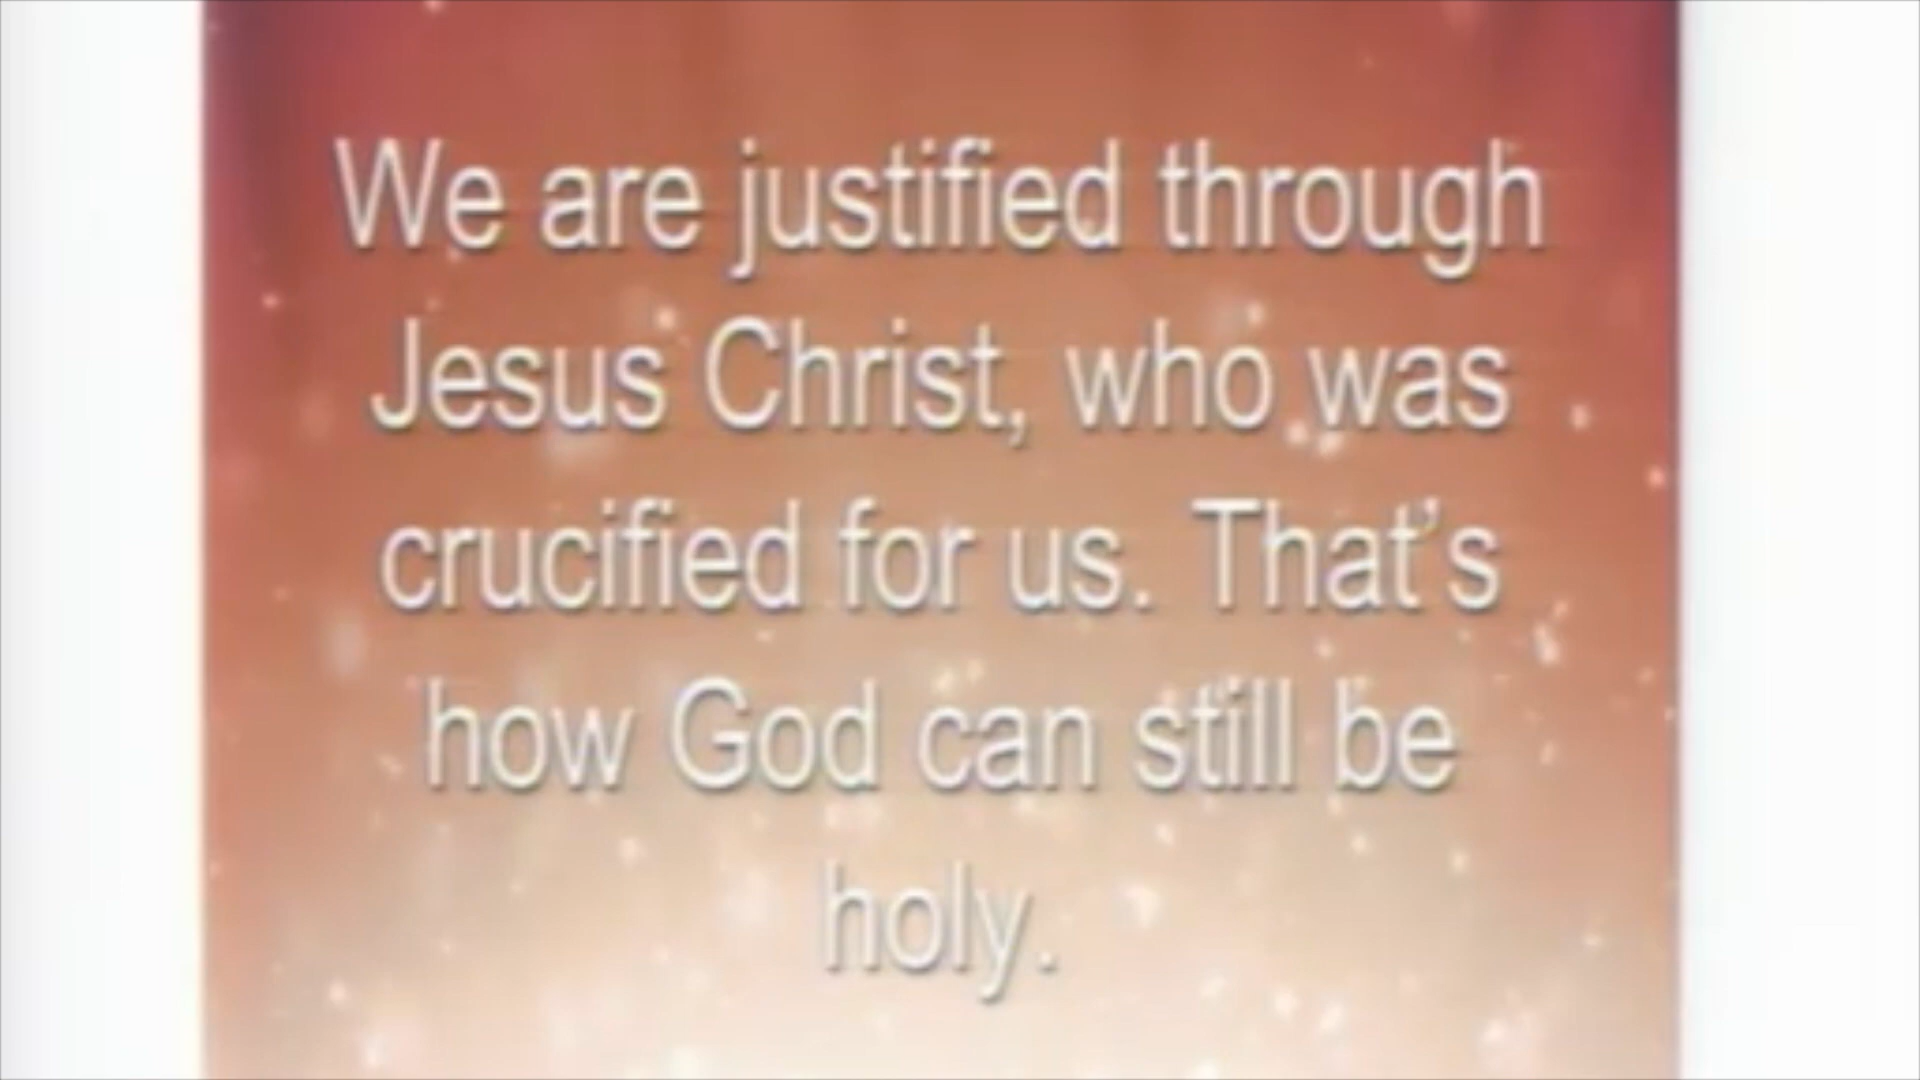 We are justified through
Jesus Christ, who was
crucified for us. That’s
how God can still be
holy.